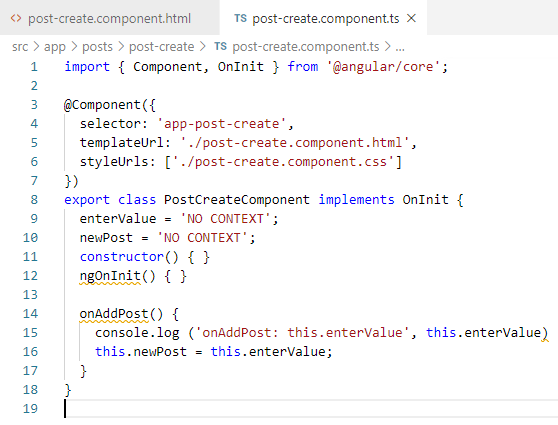 <> post-create.component.html TS post-create.component.ts ×
src > app > posts > post-create > TS post-create.component.ts > ...
1 import { Component, OnInit } from '@angular/core';
2
3 @Component({
4 selector: 'app-post-create',
5 templateUrl: './post-create.component.html',
6 styleUrls: ['./post-create.component.css']
7 })
8 export class PostCreateComponent implements OnInit {
9 enterValue = 'NO CONTEXT';
10 newPost = 'NO CONTEXT';
11 constructor() { }
12 ngOnInit() { }
13
14 onAddPost() {
15 console.log ('onAddPost: this.enterValue', this.enterValue)
16 this.newPost = this.enterValue;
17 }
18 }
19